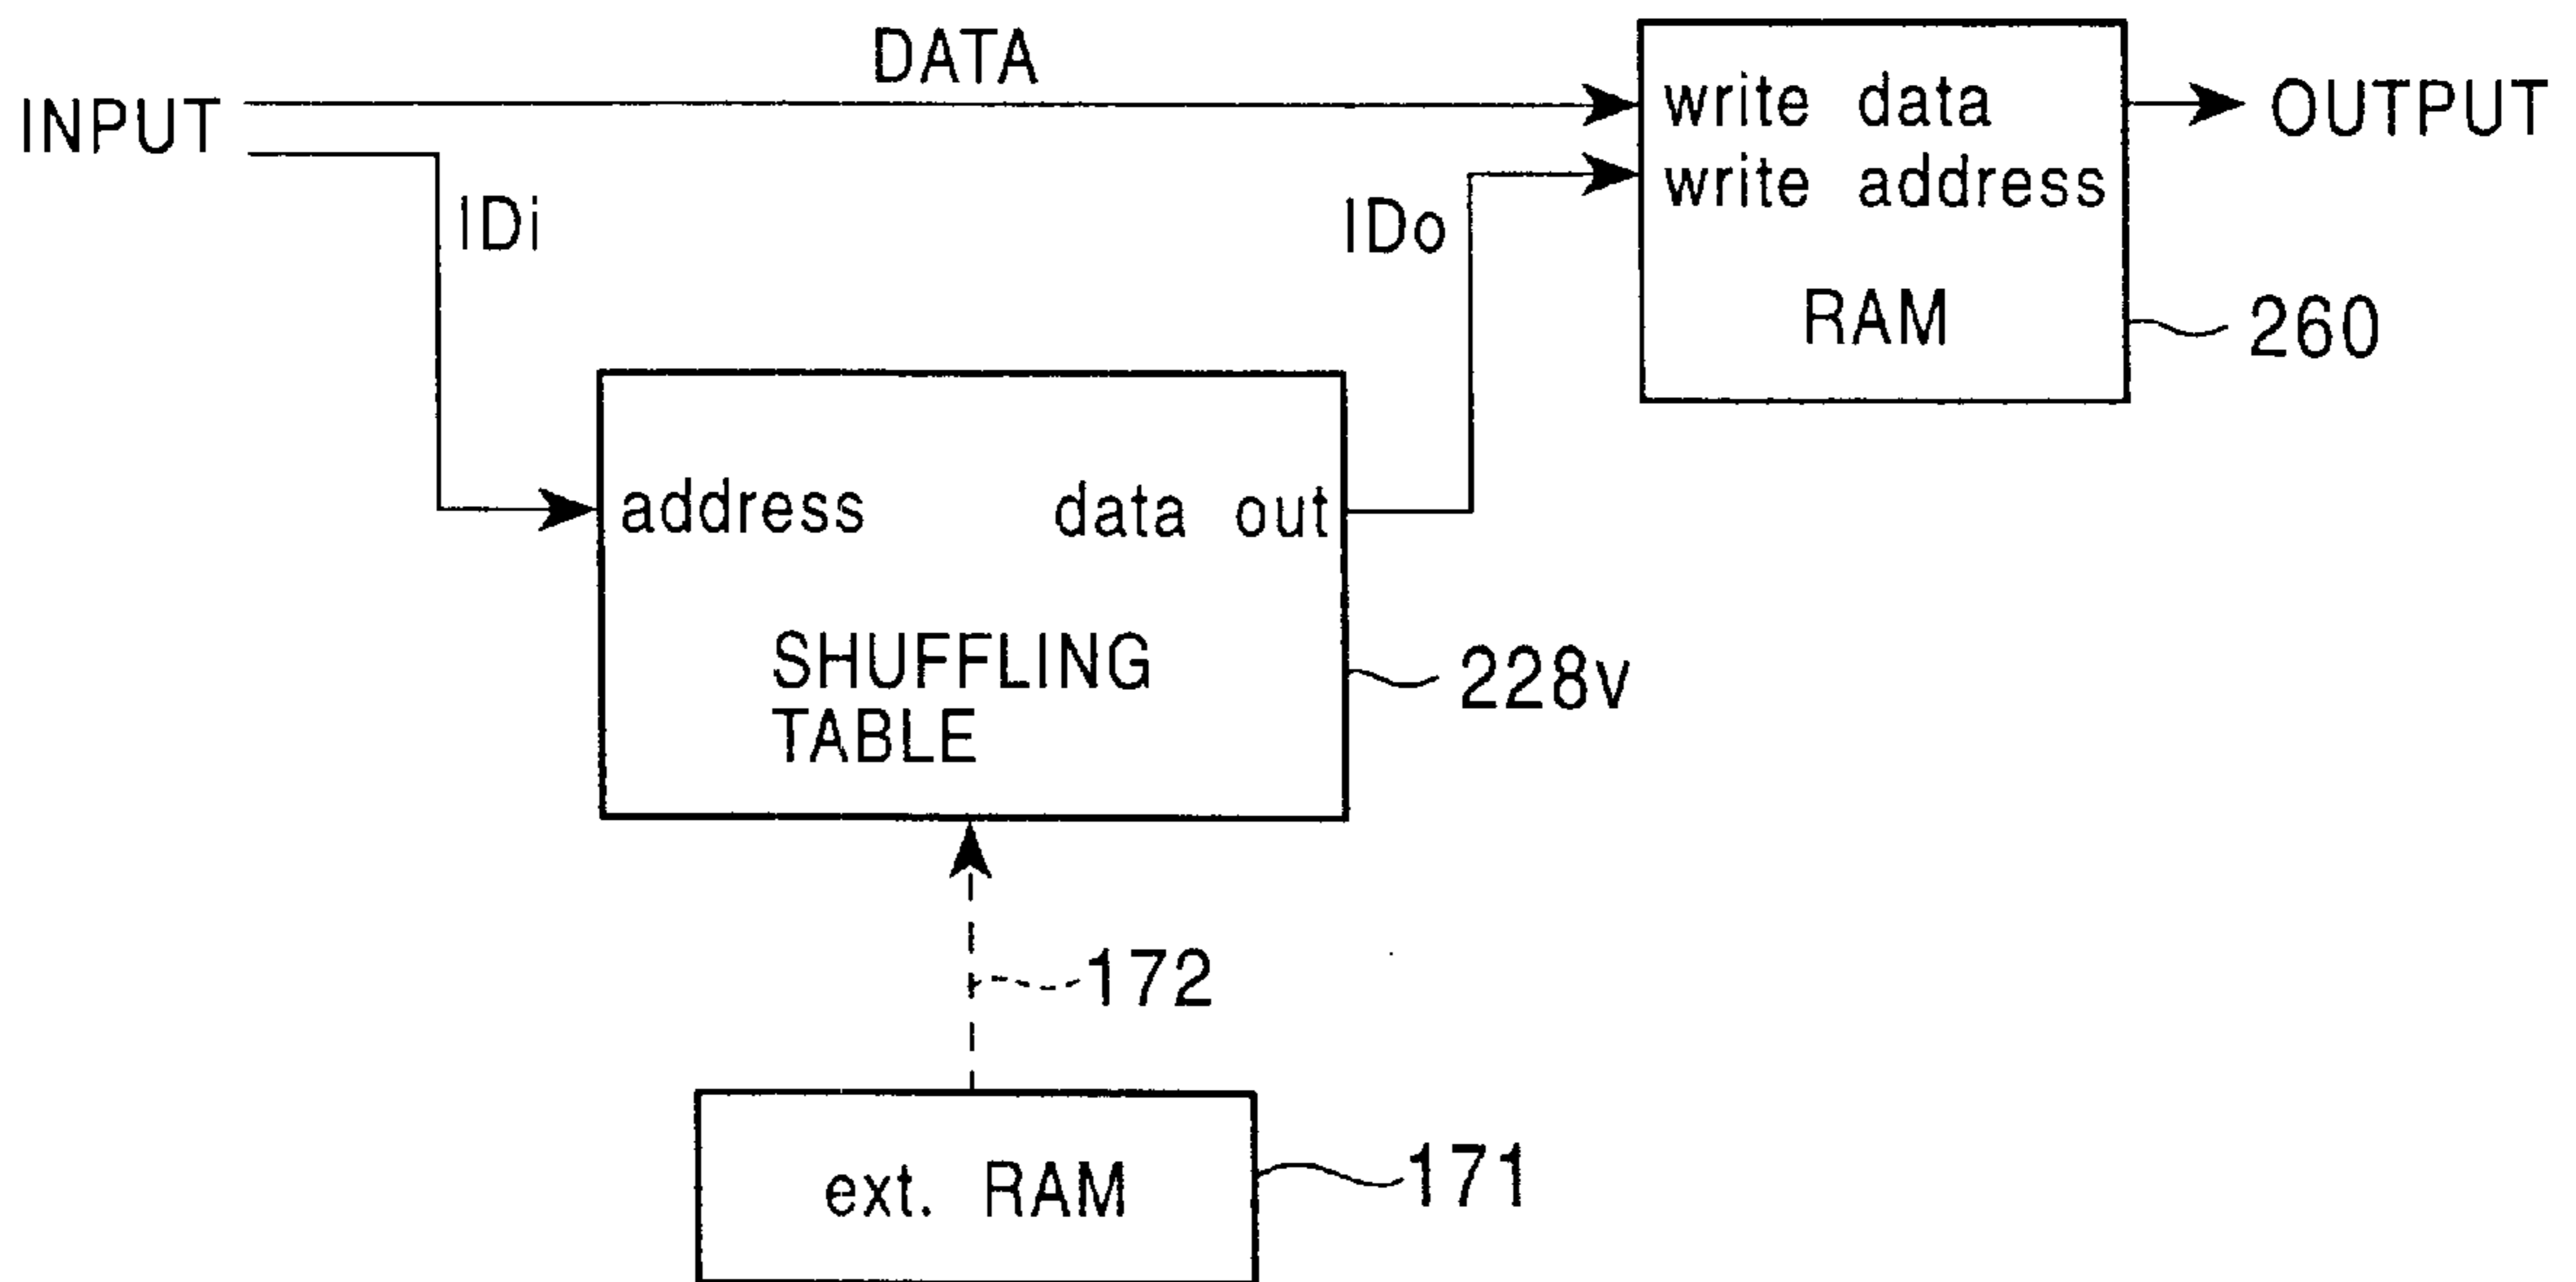 DATA
INPUT
write data
OUTPUT
write address
IDi
IDo
RAM
260
address
data out
SHUFFLING
TABLE
228v
172
ext. RAM
171